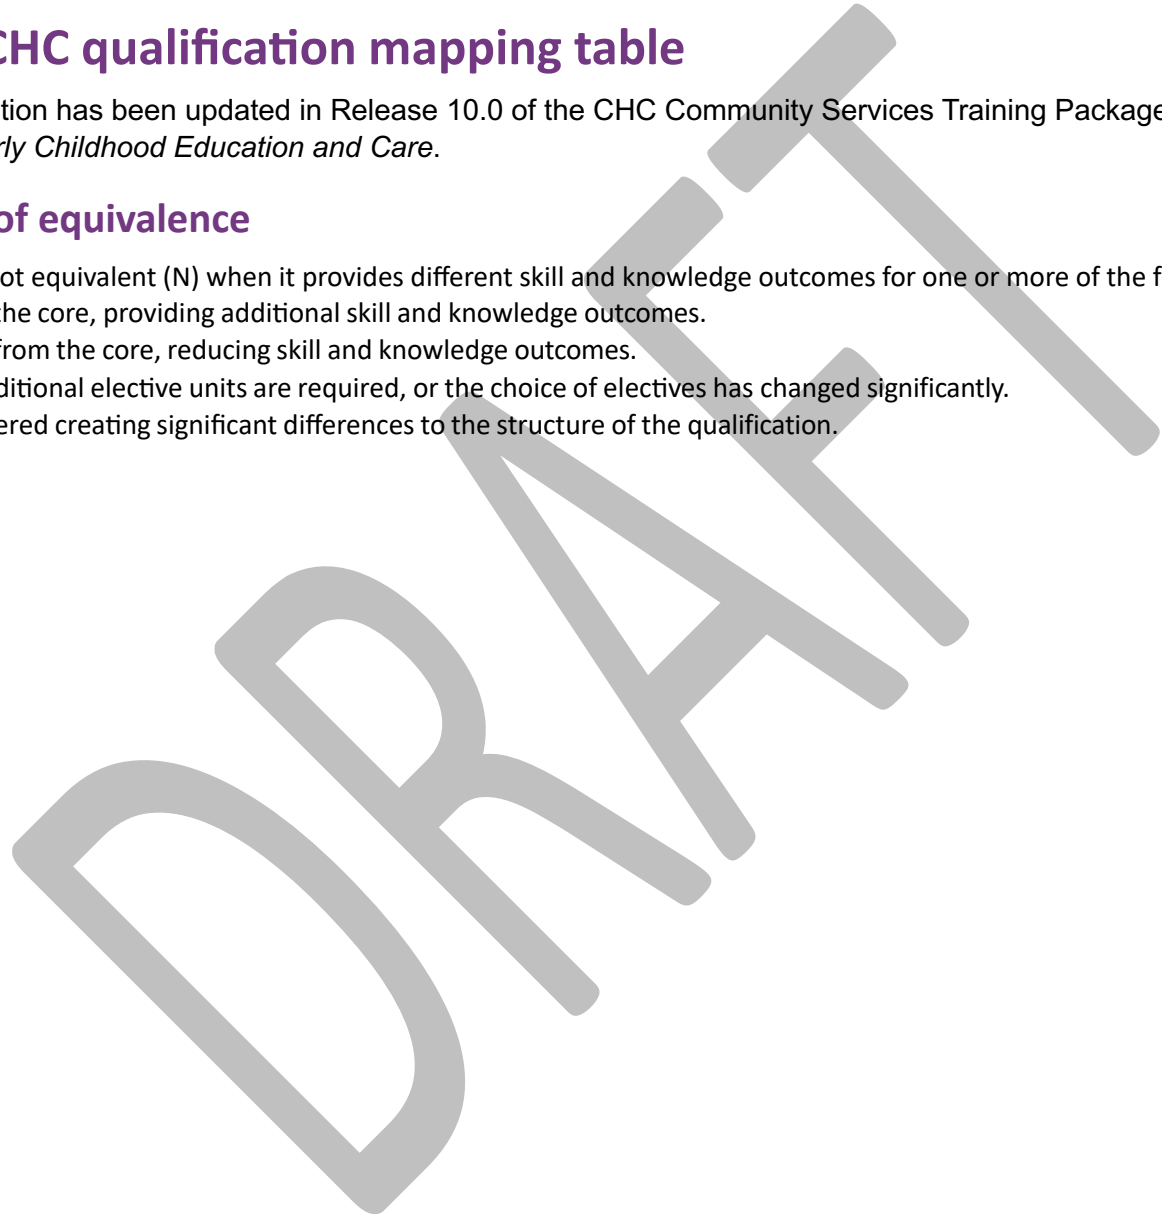 CHC qualification mapping table
tion has been updated in Release 10.0 of the CHC Community Services Training Package
rly Childhood Education and Care.
of equivalence
ot equivalent (N) when it provides different skill and knowledge outcomes for one or more of the f
the core, providing additional skill and knowledge outcomes.
from the core, reducing skill and knowledge outcomes.
ditional elective units are required, or the choice of electives has changed significantly.
ered creating significant differences to the structure of the qualification.
DRAFT